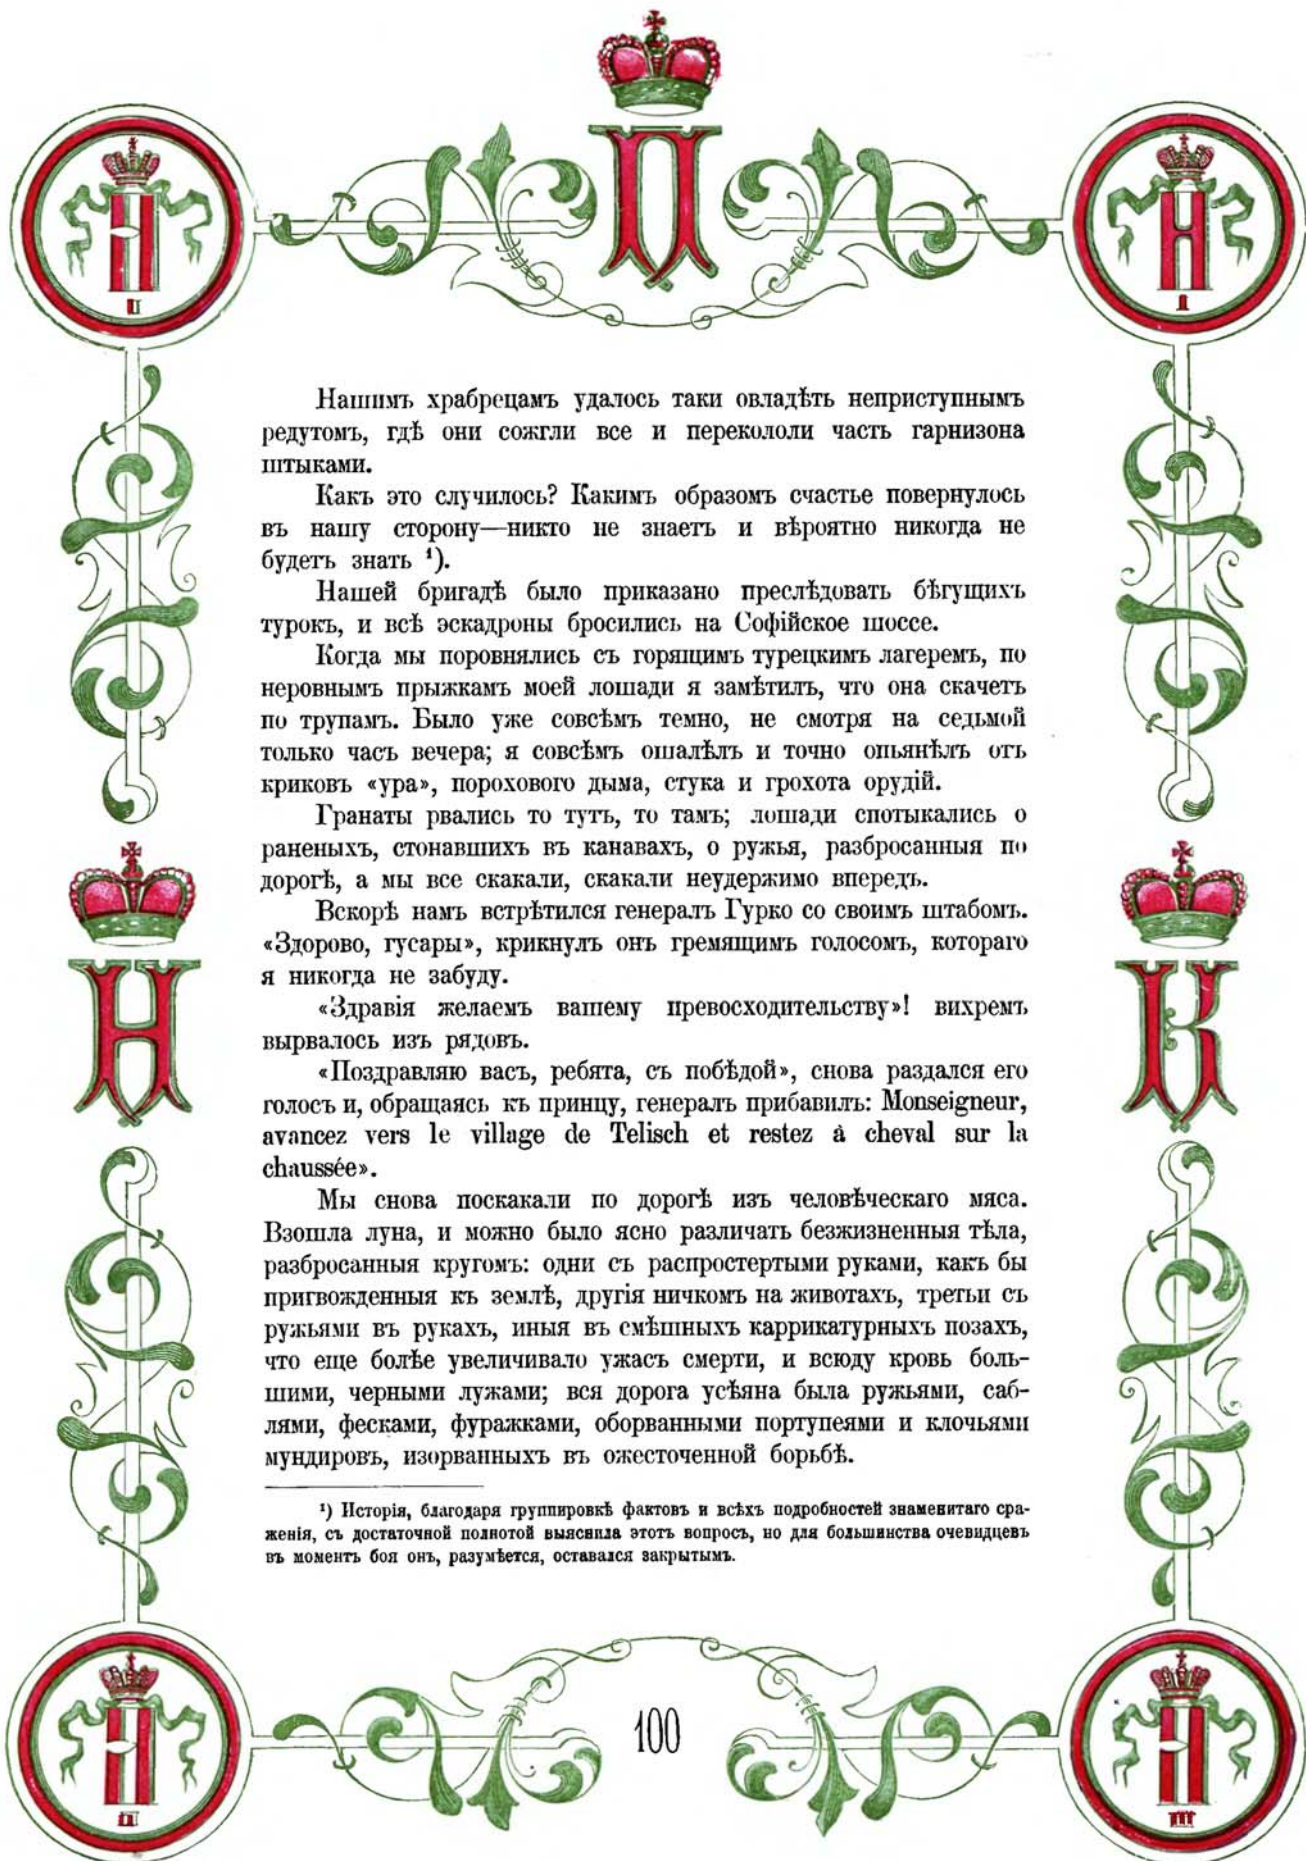 П
II
I
Нашимъ храбрецамъ удалось таки овладѣть неприступнымъ
редутомъ, гдѣ они сожгли все и перекололи часть гарнизона
штыками.
Какъ это случилось? Какимъ образомъ счастье повернулось
въ нашу сторону—никто не знаетъ и вѣроятно никогда не
будетъ знать ¹).
Нашей бригадѣ было приказано преслѣдовать бѣгущихъ
турокъ, и всѣ эскадроны бросились на Софійское шоссе.
Когда мы поровнялись съ горящимъ турецкимъ лагеремъ, по
неровнымъ прыжкамъ моей лошади я замѣтилъ, что она скачетъ
по трупамъ. Было уже совсѣмъ темно, не смотря на седьмой
только часъ вечера; я совсѣмъ ошалѣлъ и точно опьянѣлъ отъ
криковъ «ура», пороховаго дыма, стука и грохота орудій.
Гранаты рвались то тутъ, то тамъ; лошади спотыкались о
раненыхъ, стонавшихъ въ канавахъ, о ружья, разбросанныя по
дорогѣ, а мы все скакали, скакали неудержимо впередъ.
Вскорѣ намъ встрѣтился генералъ Гурко со своимъ штабомъ.
«Здорово, гусары», крикнулъ онъ гремящимъ голосомъ, котораго
я никогда не забуду.
«Здравія желаемъ вашему превосходительству»! вихремъ
вырвалось изъ рядовъ.
«Поздравляю васъ, ребята, съ побѣдой», снова раздался его
голосъ и, обращаясь къ принцу, генералъ прибавилъ: Monseigneur,
avancez vers le village de Telisch et restez à cheval sur la
chaussée».
Мы снова поскакали по дорогѣ изъ человѣческаго мяса.
Взошла луна, и можно было ясно различать безжизненныя тѣла,
разбросанныя кругомъ: одни съ распростертыми руками, какъ бы
пригвожденныя къ землѣ, другія ничкомъ на животахъ, третьи съ
ружьями въ рукахъ, иныя въ смѣшныхъ каррикатурныхъ позахъ,
что еще болѣе увеличивало ужасъ смерти, и всюду кровь боль-
шими, черными лужами; вся дорога усѣяна была ружьями, саб-
лями, фесками, фуражками, оборванными портупеями и клочьями
мундировъ, изорванныхъ въ ожесточенной борьбѣ.
¹) Исторія, благодаря группировкѣ фактовъ и всѣхъ подробностей знаменитаго сра-
женія, съ достаточной полнотой выяснила этотъ вопросъ, но для большинства очевидцевъ
въ моментъ боя онъ, разумѣется, оставался закрытымъ.
Н
К
100
III